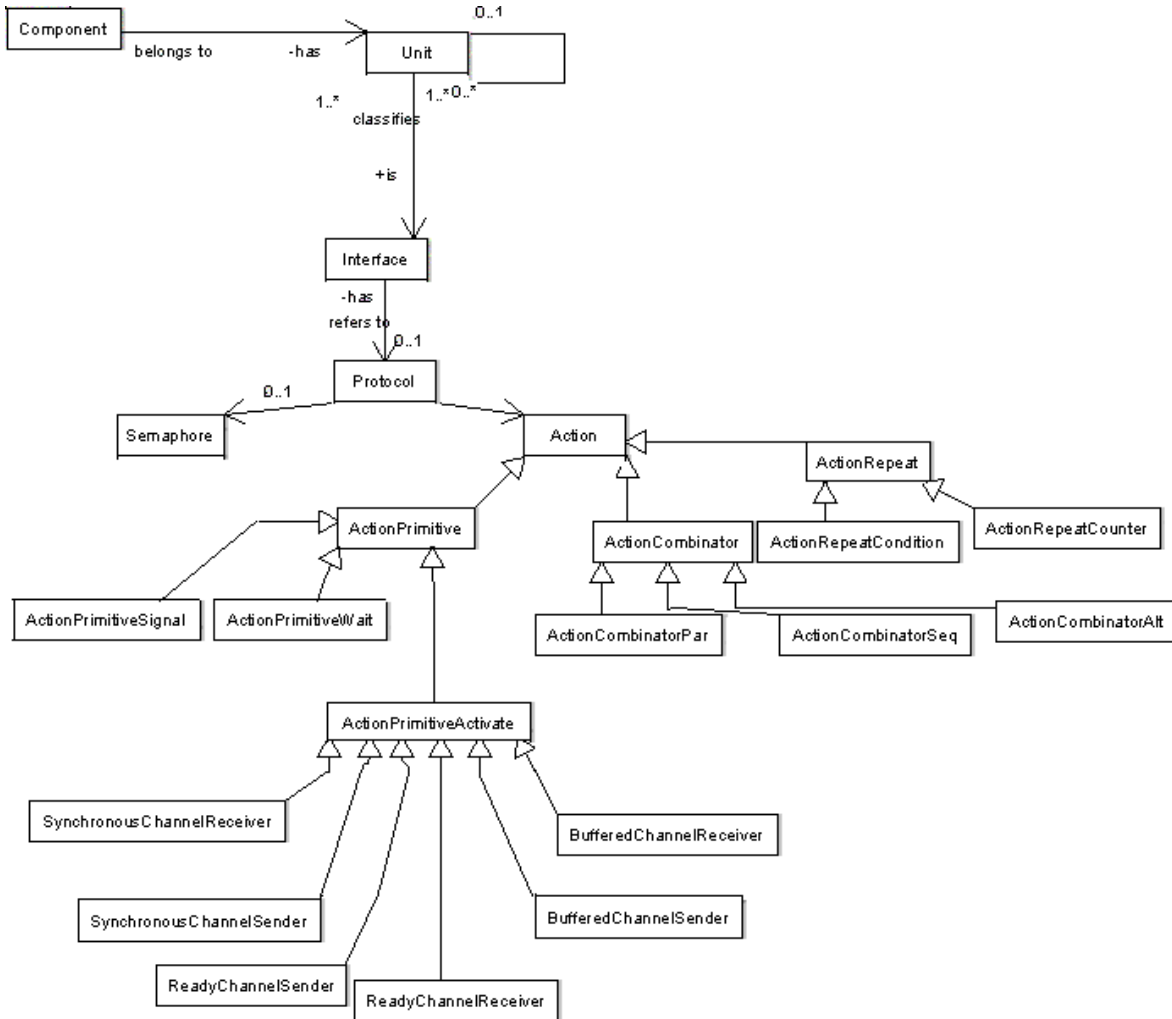 Component
0..1
belongs to
-has
Unit
1..*
1..*
0..*
classifies
+is
Interface
-has
refers to
0..1
Protocol
0..1
Semaphore
Action
ActionRepeat
ActionPrimitive
ActionCombinator
ActionRepeatCondition
ActionRepeatCounter
ActionPrimitiveSignal
ActionPrimitiveWait
ActionCombinatorPar
ActionCombinatorSeq
ActionCombinatorAlt
ActionPrimitiveActivate
SynchronousChannelReceiver
BufferedChannelReceiver
SynchronousChannelSender
BufferedChannelSender
ReadyChannelSender
ReadyChannelReceiver